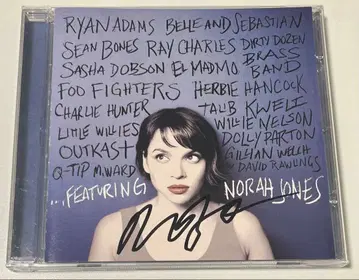 RYAN ADAMS BELLE AND SEBASTIAN
SEAN BONES RAY CHARLES DIRTY DOZEN
SASHA DOBSON EL MADMO BRASS
FOO FIGHTERS HERBIE HANCOCK BAND
CHARLIE HUNTER TALIB KWELI
LITTLE WILLIES WILLIE NELSON
OUTKAST DOLLY PARTON
Q-TIP M. WARD GILLIAN WELCH
DAVID RAWLINGS
...FEATURING NORAH JONES